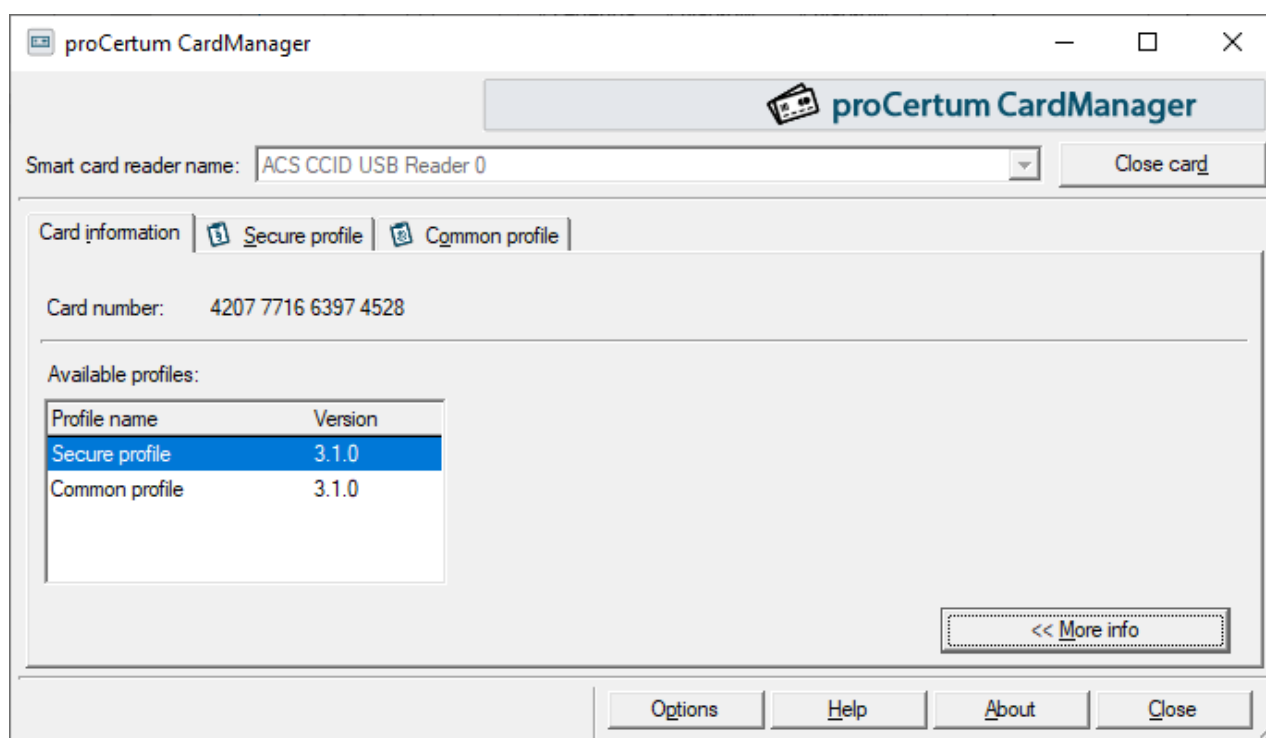 proCertum CardManager
proCertum CardManager
Smart card reader name: ACS CCID USB Reader 0 Close card
Card information Secure profile Common profile
Card number: 4207 7716 6397 4528
Available profiles:
Profile name Version
Secure profile 3.1.0
Common profile 3.1.0
<< More info
Options Help About Close